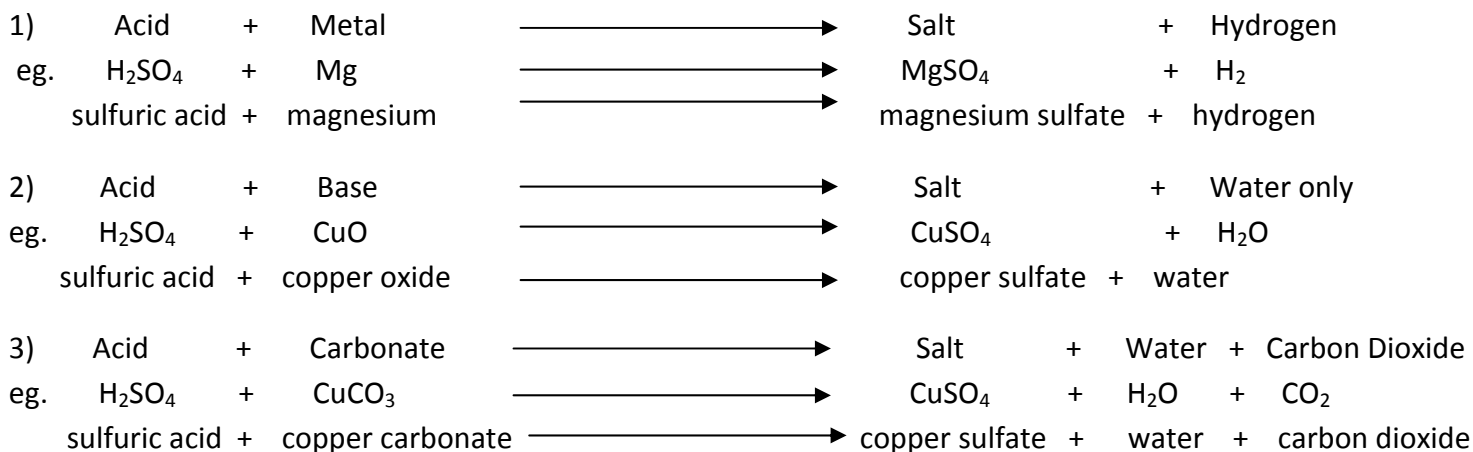 1) Acid + Metal Salt + Hydrogen
eg. H₂SO₄ + Mg MgSO₄ + H₂
sulfuric acid + magnesium magnesium sulfate + hydrogen
2) Acid + Base Salt + Water only
eg. H₂SO₄ + CuO CuSO₄ + H₂O
sulfuric acid + copper oxide copper sulfate + water
3) Acid + Carbonate Salt + Water + Carbon Dioxide
eg. H₂SO₄ + CuCO₃ CuSO₄ + H₂O + CO₂
sulfuric acid + copper carbonate copper sulfate + water + carbon dioxide